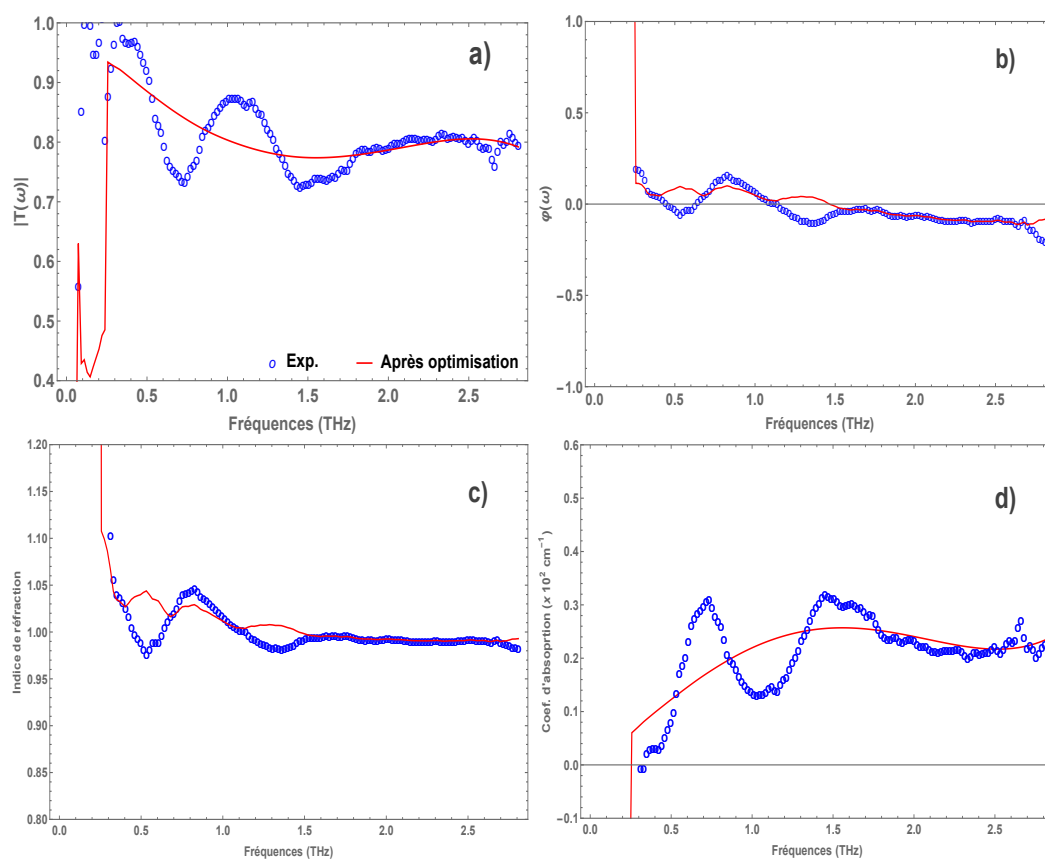 a)
|T(ω)|
1.0
0.9
0.8
0.7
0.6
0.5
0.4
Exp.
Après optimisation
0.0 0.5 1.0 1.5 2.0 2.5
Fréquences (THz)
b)
φ(ω)
1.0
0.5
0.0
−0.5
−1.0
0.0 0.5 1.0 1.5 2.0 2.5
Fréquences (THz)
c)
Indice de réfraction
1.20
1.15
1.10
1.05
1.00
0.95
0.90
0.85
0.80
0.0 0.5 1.0 1.5 2.0 2.5
Fréquences (THz)
d)
Coef. d'absoprtion (x 10² cm⁻¹)
0.6
0.5
0.4
0.3
0.2
0.1
0.0
−0.1
0.0 0.5 1.0 1.5 2.0 2.5
Fréquences (THz)